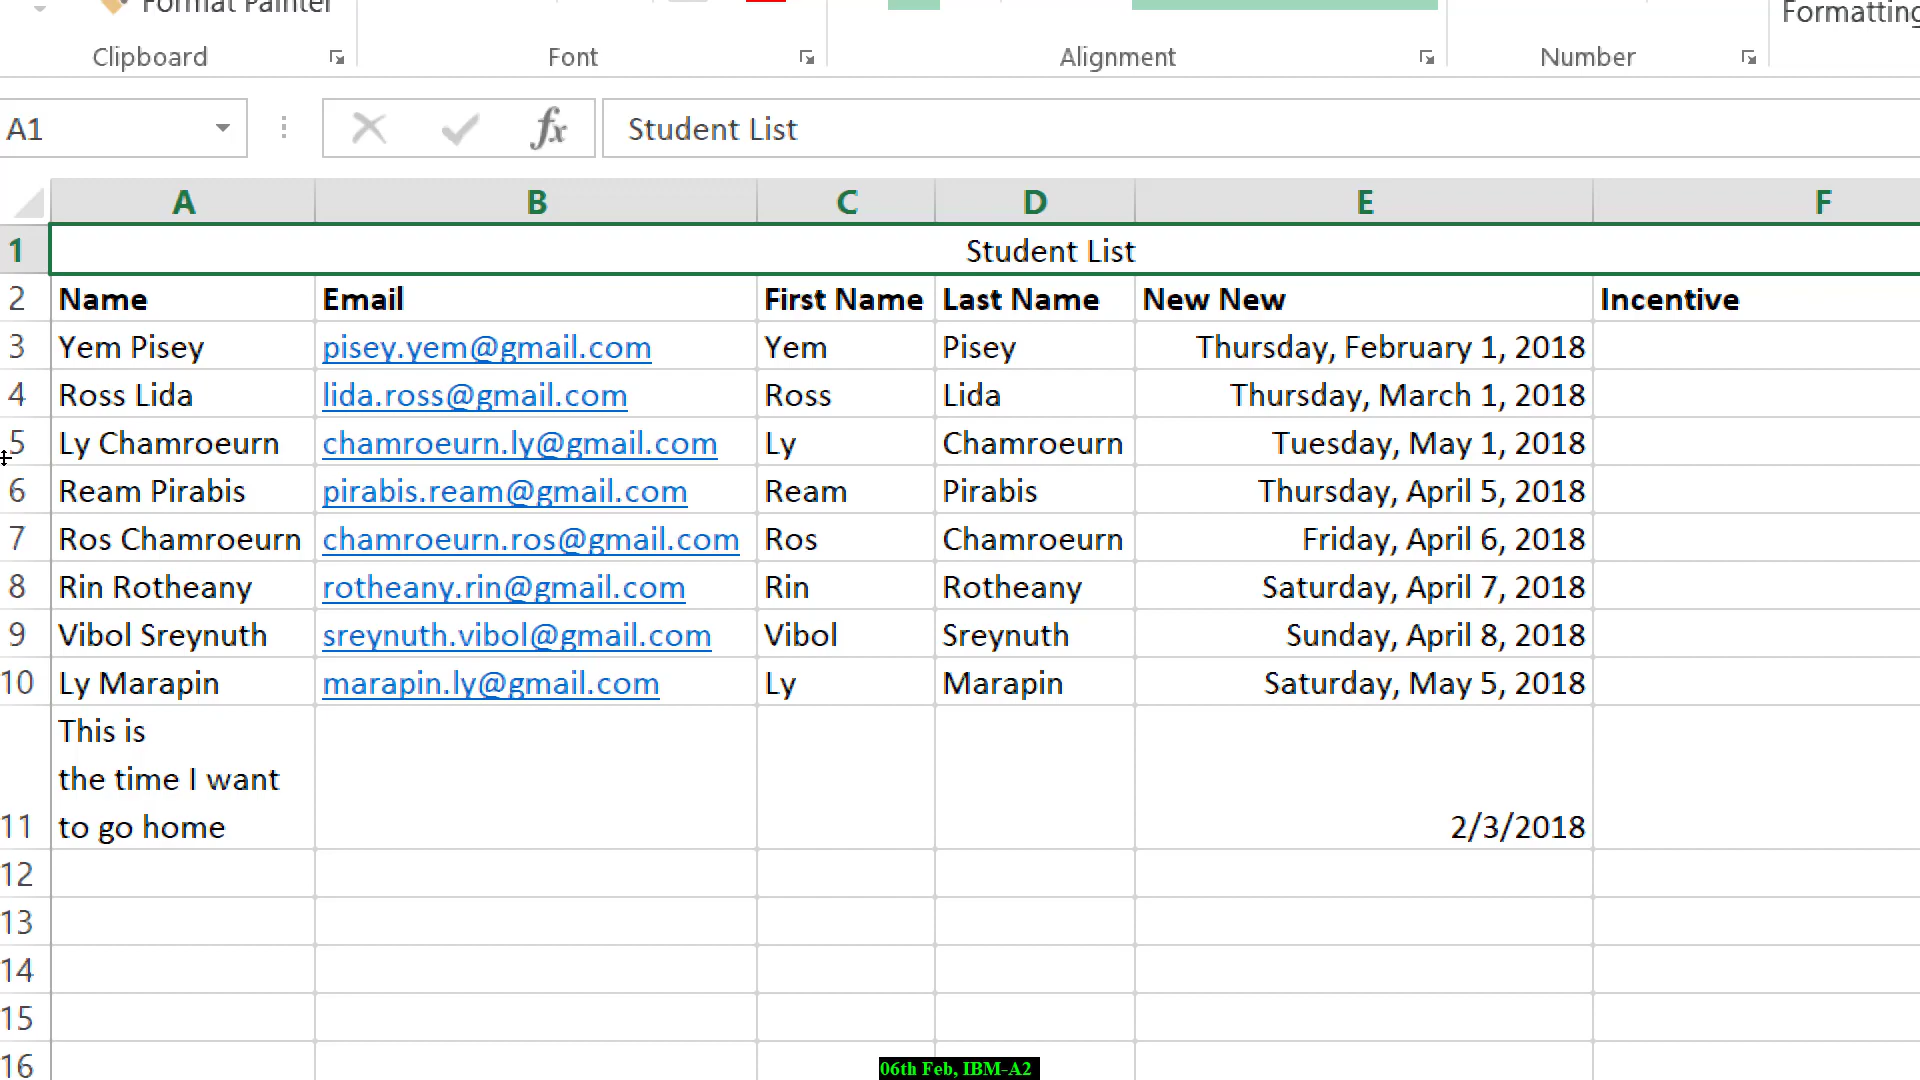 Format Painter
Clipboard Font Alignment Number Formatting
A1 fx Student List
A B C D E F
1 Student List
2 Name Email First Name Last Name New New Incentive
3 Yem Pisey pisey.yem@gmail.com Yem Pisey Thursday, February 1, 2018
4 Ross Lida lida.ross@gmail.com Ross Lida Thursday, March 1, 2018
5 Ly Chamroeurn chamroeurn.ly@gmail.com Ly Chamroeurn Tuesday, May 1, 2018
6 Ream Pirabis pirabis.ream@gmail.com Ream Pirabis Thursday, April 5, 2018
7 Ros Chamroeurn chamroeurn.ros@gmail.com Ros Chamroeurn Friday, April 6, 2018
8 Rin Rotheany rotheany.rin@gmail.com Rin Rotheany Saturday, April 7, 2018
9 Vibol Sreynuth sreynuth.vibol@gmail.com Vibol Sreynuth Sunday, April 8, 2018
10 Ly Marapin marapin.ly@gmail.com Ly Marapin Saturday, May 5, 2018
This is
the time I want
11 to go home 2/3/2018
12
13
14
15
16
06th Feb, IBM-A2